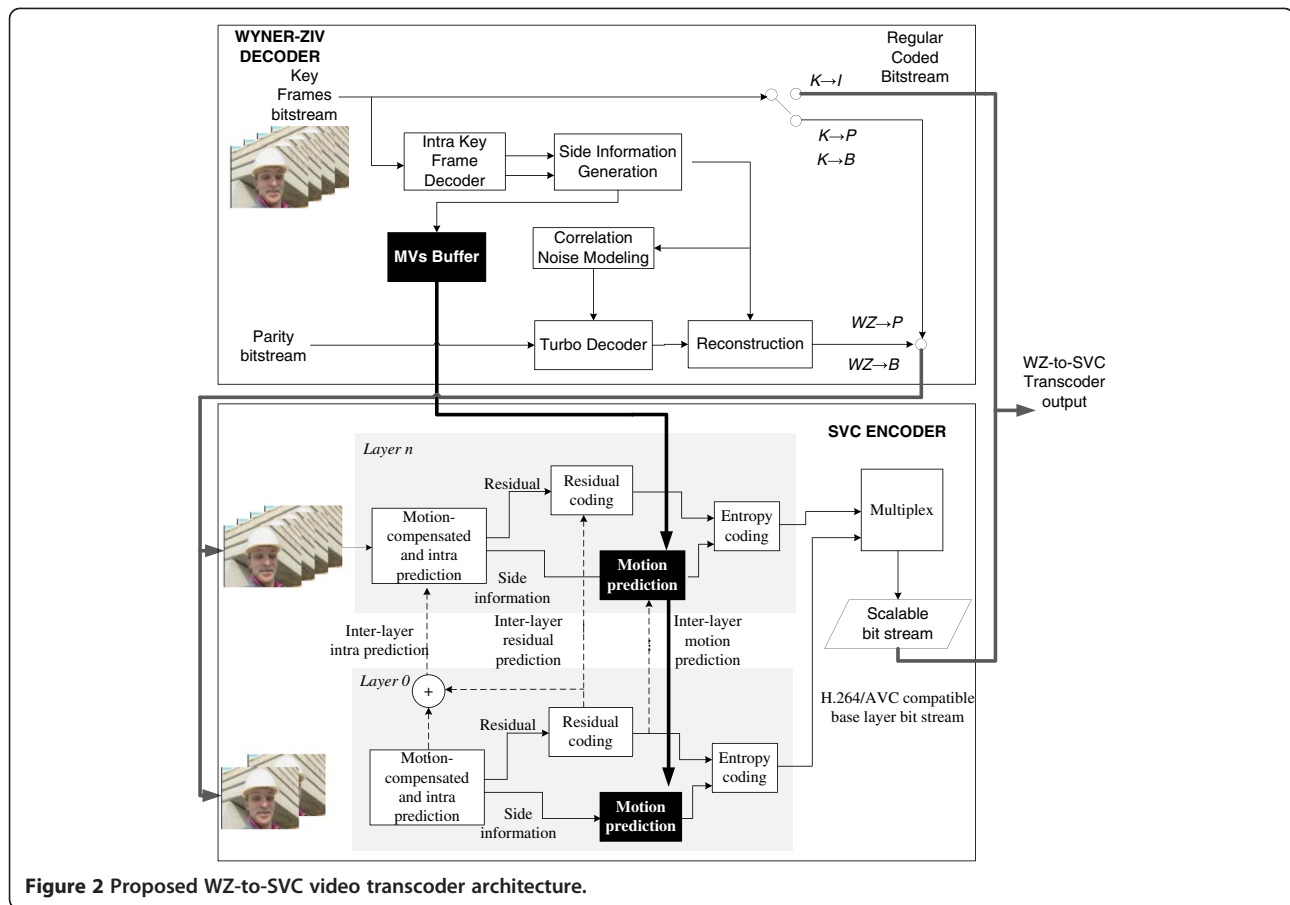 WYNER-ZIV
DECODER
Key
Frames
bitstream
Regular
Coded
Bitstream
K→I
K→P
K→B
Intra Key
Frame
Decoder
Side Information
Generation
MVs Buffer
Correlation
Noise Modeling
Parity
bitstream
Turbo Decoder
Reconstruction
WZ→P
WZ→B
WZ-to-SVC
Transcoder
output
SVC ENCODER
Layer n
Motion-
compensated
and intra
prediction
Residual
Residual
coding
Side
information
Motion
prediction
Entropy
coding
Multiplex
Scalable
bit stream
Inter-layer
intra prediction
Inter-layer
residual
prediction
Inter-layer
motion
prediction
...
Layer 0
+
Motion-
compensated
and intra
prediction
Residual
Residual
coding
Side
information
Motion
prediction
Entropy
coding
H.264/AVC compatible
base layer bit stream
Figure 2 Proposed WZ-to-SVC video transcoder architecture.